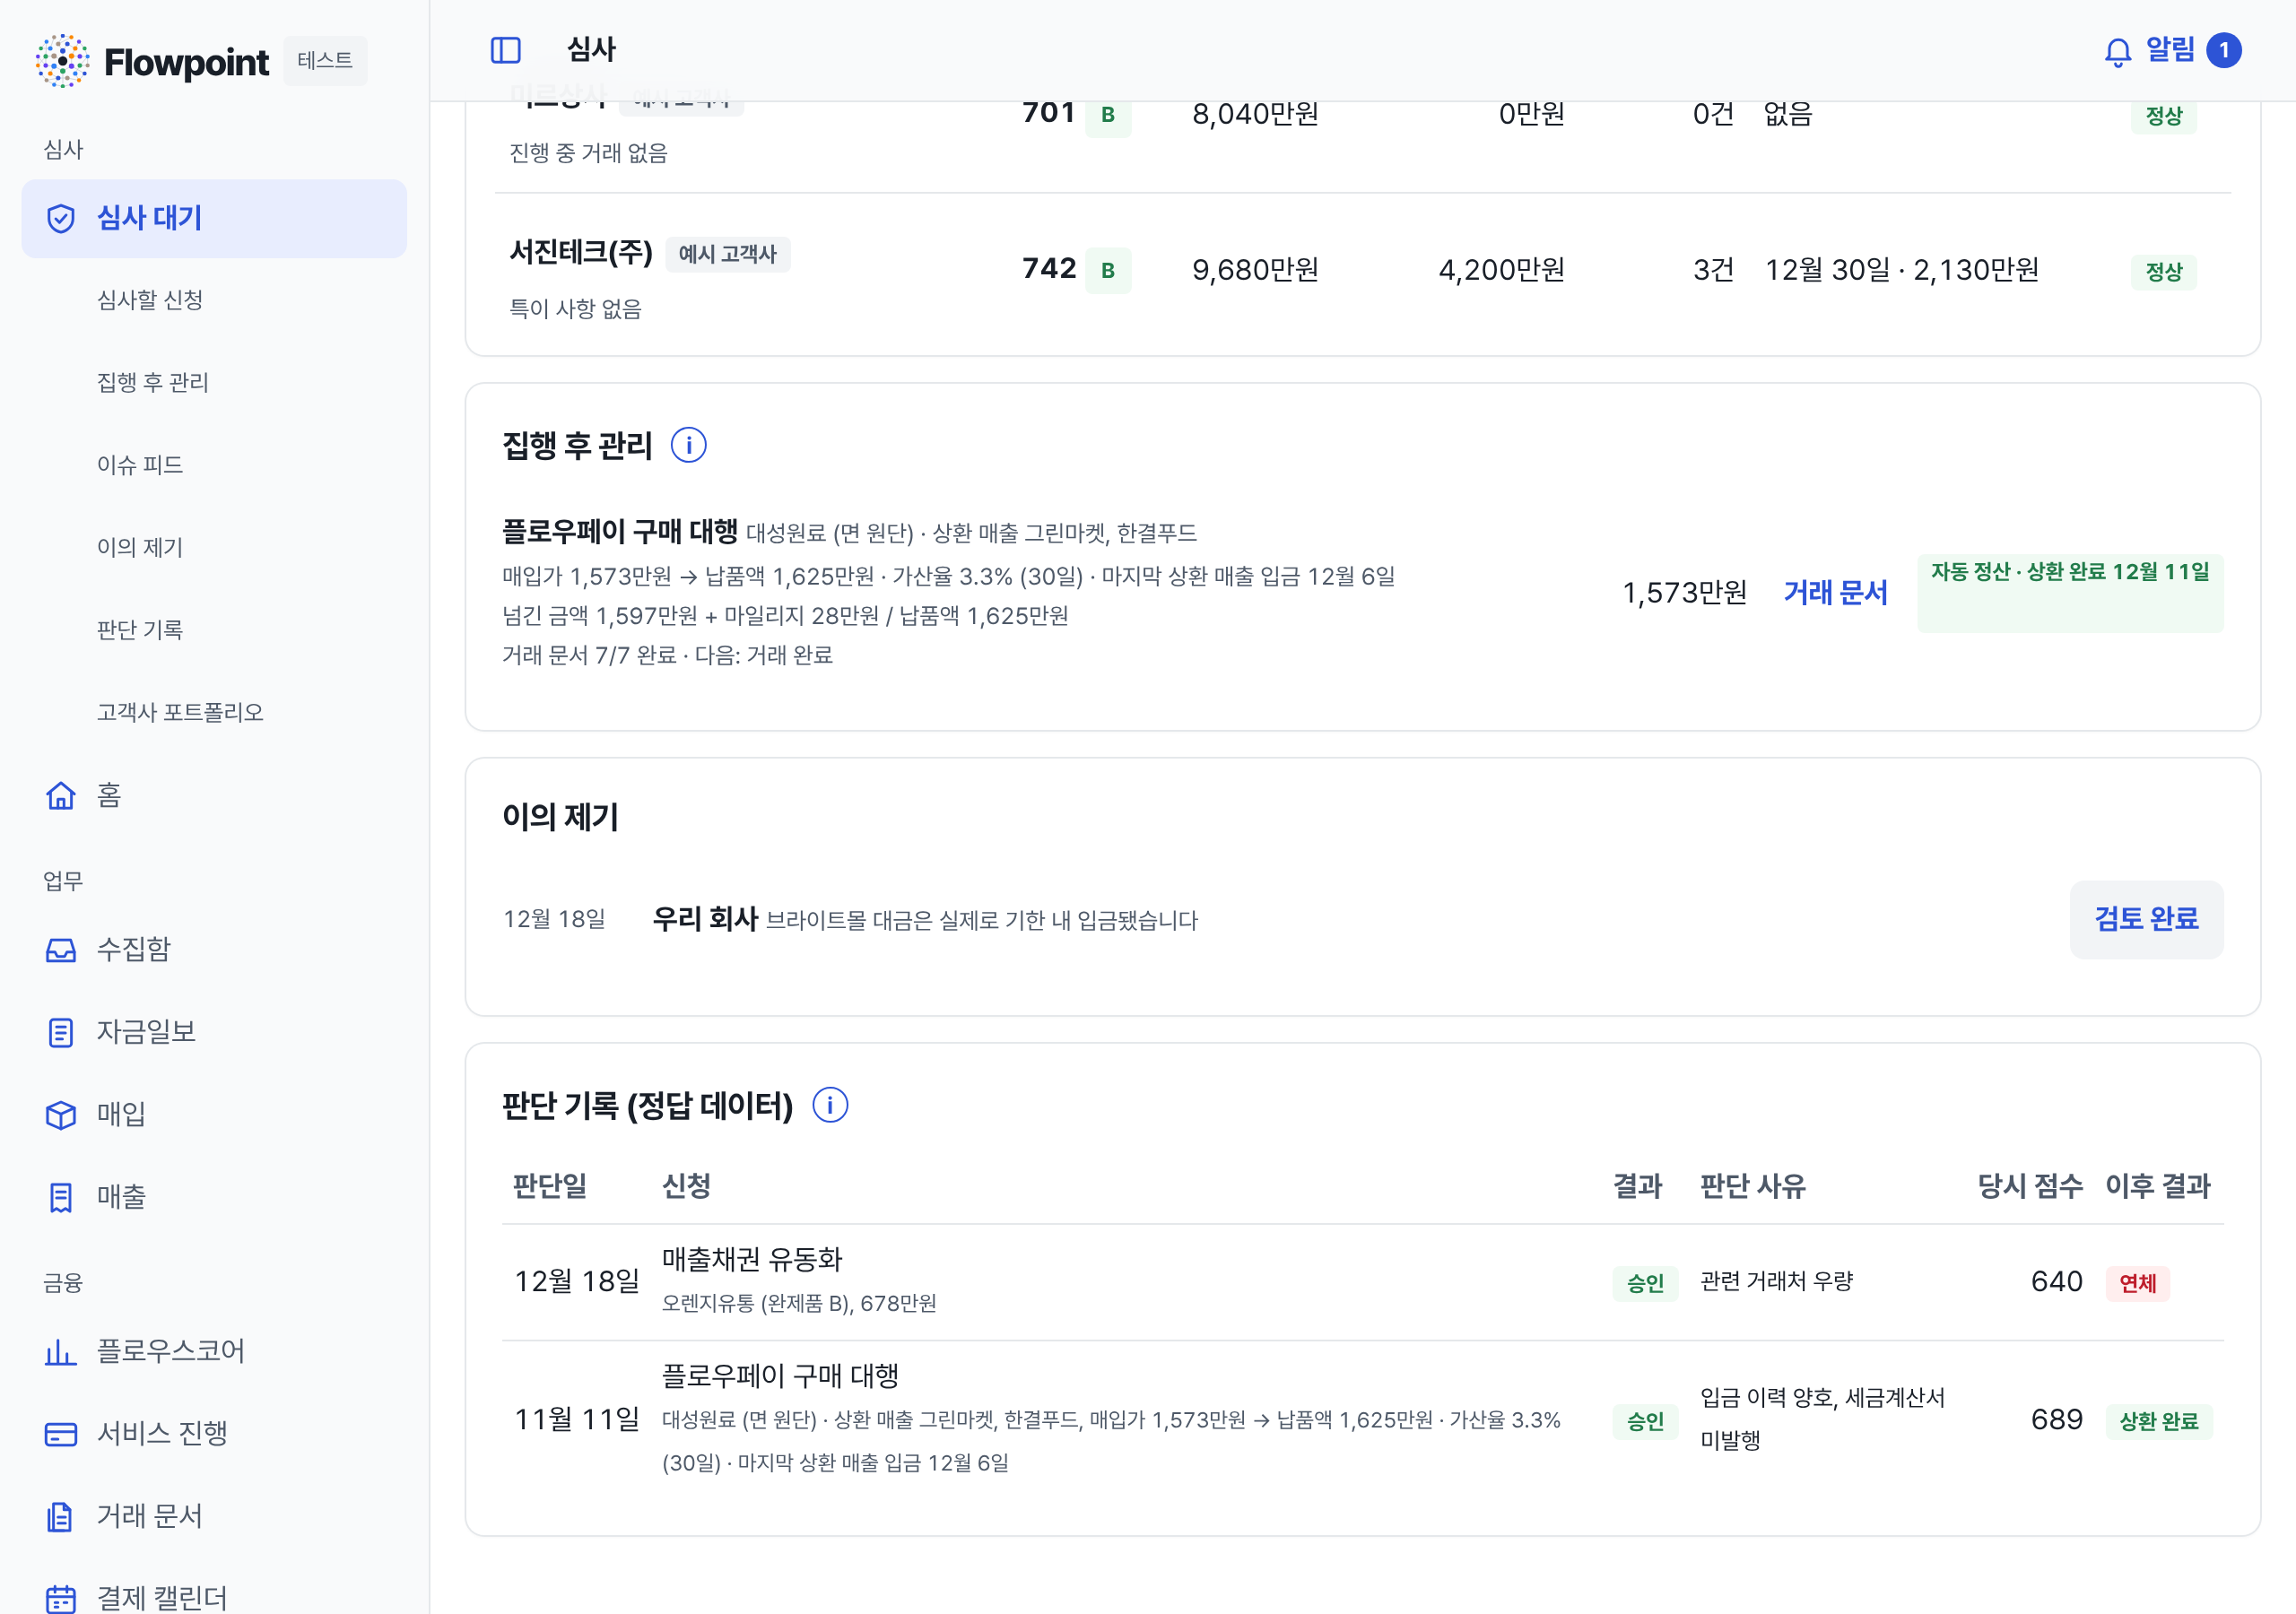 Flowpoint 테스트
심사
심사 대기
심사할 신청
집행 후 관리
이슈 피드
이의 제기
판단 기록
고객사 포트폴리오
홈
업무
수집함
자금일보
매입
매출
금융
플로우스코어
서비스 진행
거래 문서
결제 캘린더
심사
알림 1
701 B 8,040만원 0만원 0건 없음 정상
진행 중 거래 없음
서진테크(주) 예시 고객사 742 B 9,680만원 4,200만원 3건 12월 30일 · 2,130만원 정상
특이 사항 없음
집행 후 관리
플로우페이 구매 대행 대성원료 (면 원단) · 상환 매출 그린마켓, 한결푸드
매입가 1,573만원 → 납품액 1,625만원 · 가산율 3.3% (30일) · 마지막 상환 매출 입금 12월 6일
넘긴 금액 1,597만원 + 마일리지 28만원 / 납품액 1,625만원
거래 문서 7/7 완료 · 다음: 거래 완료
1,573만원 거래 문서 자동 정산 · 상환 완료 12월 11일
이의 제기
12월 18일 우리 회사 브라이트몰 대금은 실제로 기한 내 입금됐습니다 검토 완료
판단 기록 (정답 데이터)
판단일 신청 결과 판단 사유 당시 점수 이후 결과
12월 18일 매출채권 유동화 승인 관련 거래처 우량 640 연체
오렌지유통 (완제품 B), 678만원
플로우페이 구매 대행
11월 11일 대성원료 (면 원단) · 상환 매출 그린마켓, 한결푸드, 매입가 1,573만원 → 납품액 1,625만원 · 가산율 3.3% 승인 입금 이력 양호, 세금계산서 689 상환 완료
(30일) · 마지막 상환 매출 입금 12월 6일 미발행